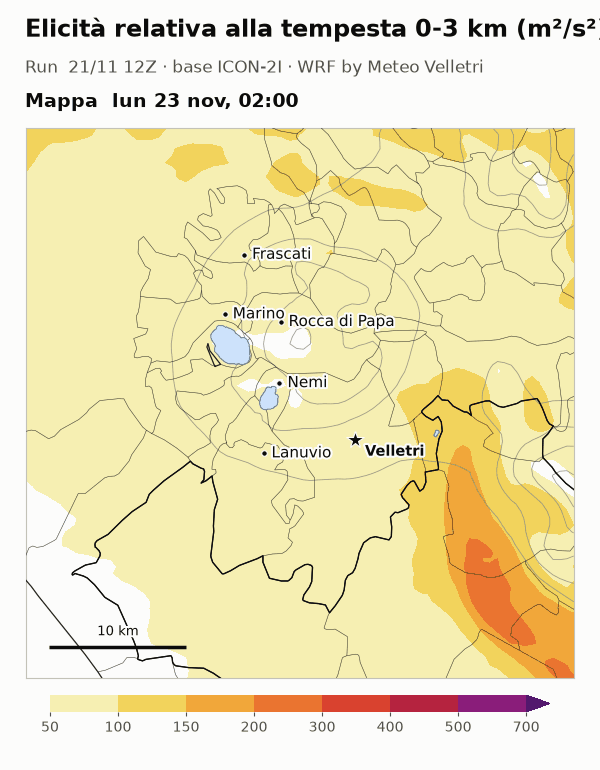 Elicità relativa alla tempesta 0-3 km (m²/s²)
Run  21/11 12Z · base ICON-2I · WRF by Meteo Velletri
Mappa  lun 23 nov, 02:00
Frascati
Marino
Rocca di Papa
Nemi
Velletri
Lanuvio
10 km
50 100 150 200 300 400 500 700